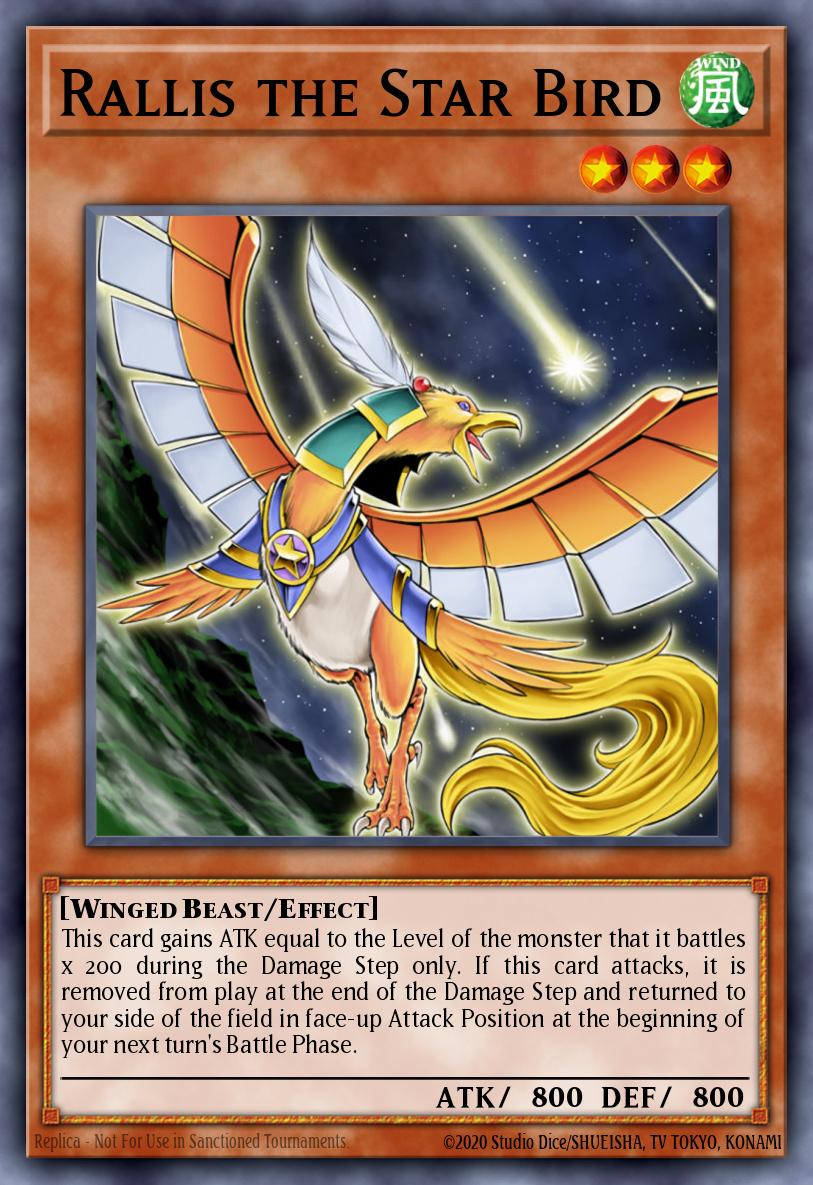 Rallis the Star Bird
WIND
風
[Winged Beast/Effect]
This card gains ATK equal to the Level of the monster that it battles
x 200 during the Damage Step only. If this card attacks, it is
removed from play at the end of the Damage Step and returned to
your side of the field in face-up Attack Position at the beginning of
your next turn's Battle Phase.
ATK/ 800 DEF/ 800
Replica - Not For Use in Sanctioned Tournaments.
©2020 Studio Dice/SHUEISHA, TV TOKYO, KONAMI